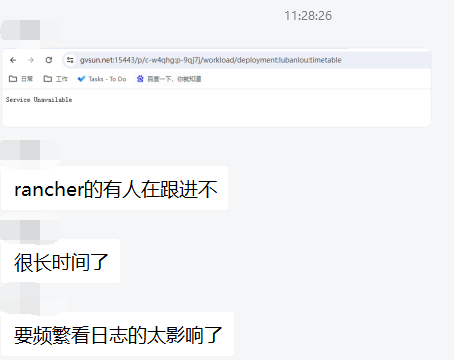 11:28:26
gvsun.net:15443/p/c-w4qhg:p-9qj7j/workload/deployment:lubanlou:timetable
日常 工作 Tasks - To Do 百度一下，你就知道
Service Unavailable
rancher的有人在跟进不
很长时间了
要频繁看日志的太影响了